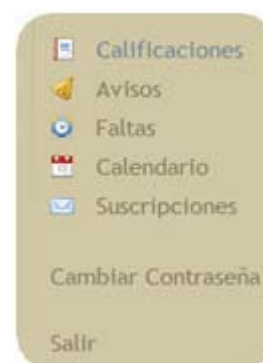 Calificaciones
Avisos
Faltas
Calendario
Suscripciones
Cambiar Contraseña
Salir